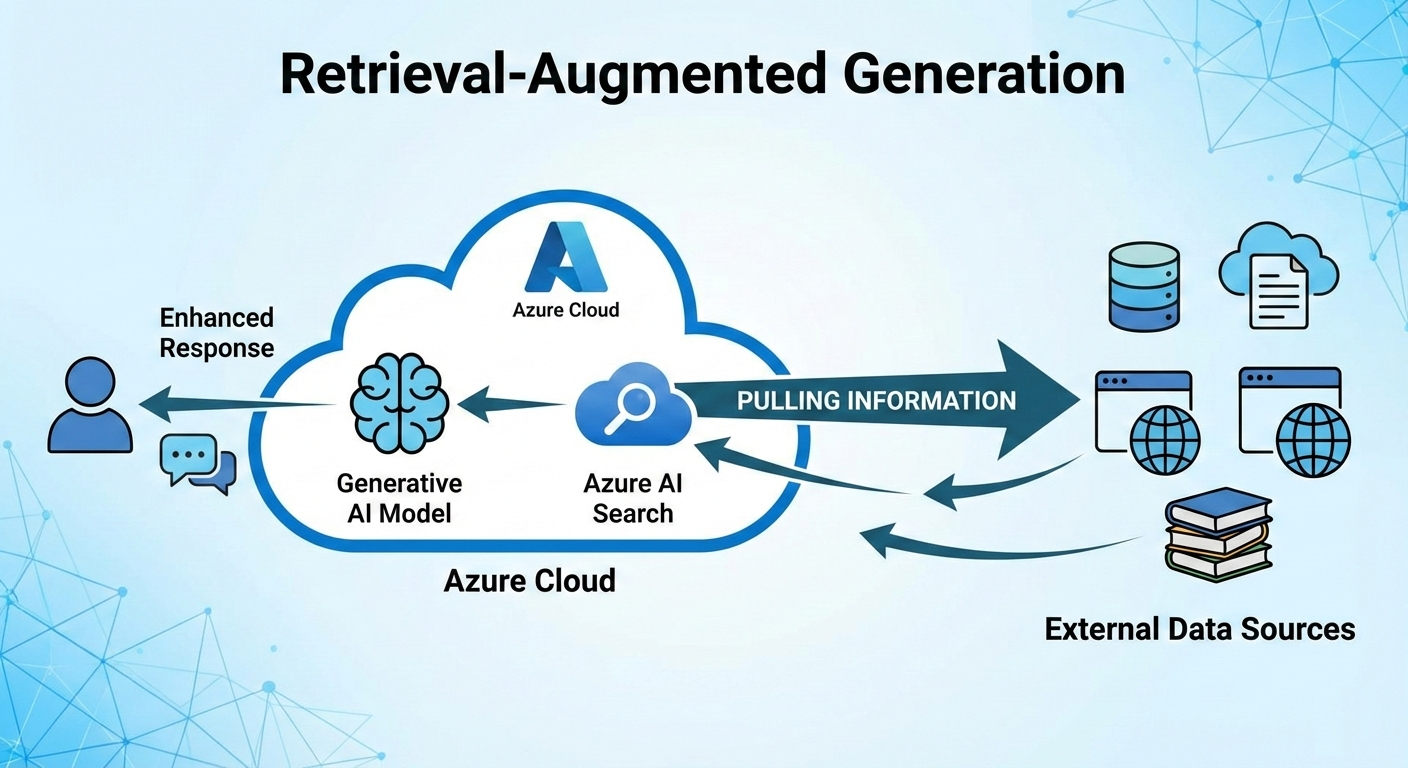 Retrieval-Augmented Generation
Azure Cloud
Enhanced
Response
PULLING INFORMATION
Generative
AI Model
Azure AI
Search
Azure Cloud
External Data Sources